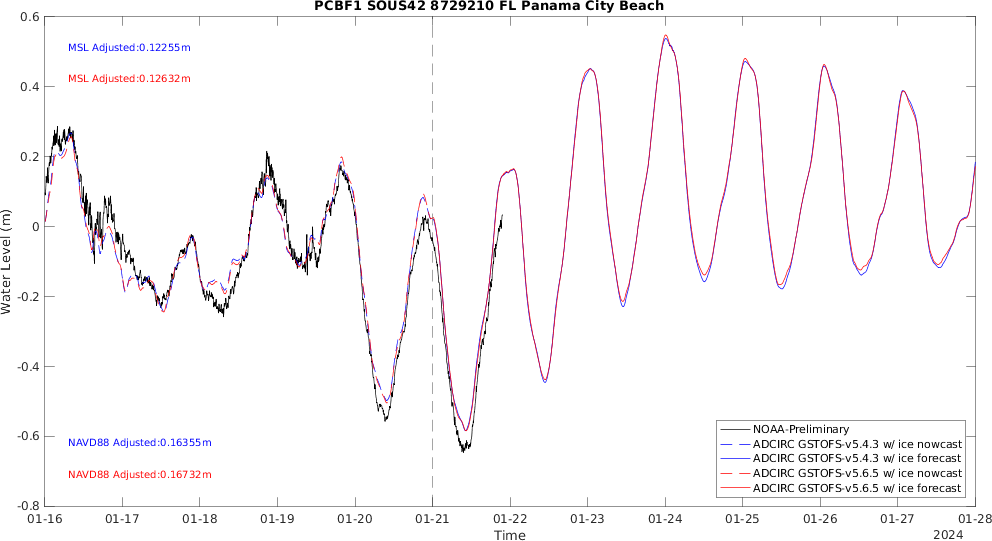 PCBF1 SOUS42 8729210 FL Panama City Beach
0.6
0.4
0.2
0
-0.2
-0.4
-0.6
-0.8
Water Level (m)
MSL Adjusted:0.12255m
MSL Adjusted:0.12632m
NAVD88 Adjusted:0.16355m
NAVD88 Adjusted:0.16732m
NOAA-Preliminary
ADCIRC GSTOFS-v5.4.3 w/ ice nowcast
ADCIRC GSTOFS-v5.4.3 w/ ice forecast
ADCIRC GSTOFS-v5.6.5 w/ ice nowcast
ADCIRC GSTOFS-v5.6.5 w/ ice forecast
01-16 01-17 01-18 01-19 01-20 01-21 01-22 01-23 01-24 01-25 01-26 01-27 01-28
Time
2024